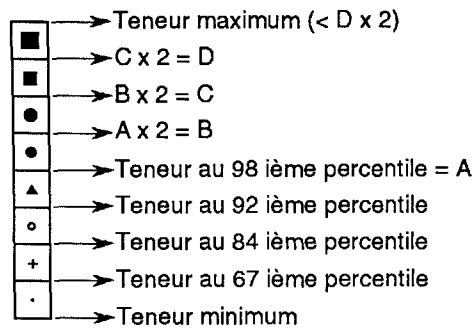 Teneur maximum (< D x 2)
C x 2 = D
B x 2 = C
A x 2 = B
Teneur au 98 ième percentile = A
Teneur au 92 ième percentile
Teneur au 84 ième percentile
Teneur au 67 ième percentile
Teneur minimum